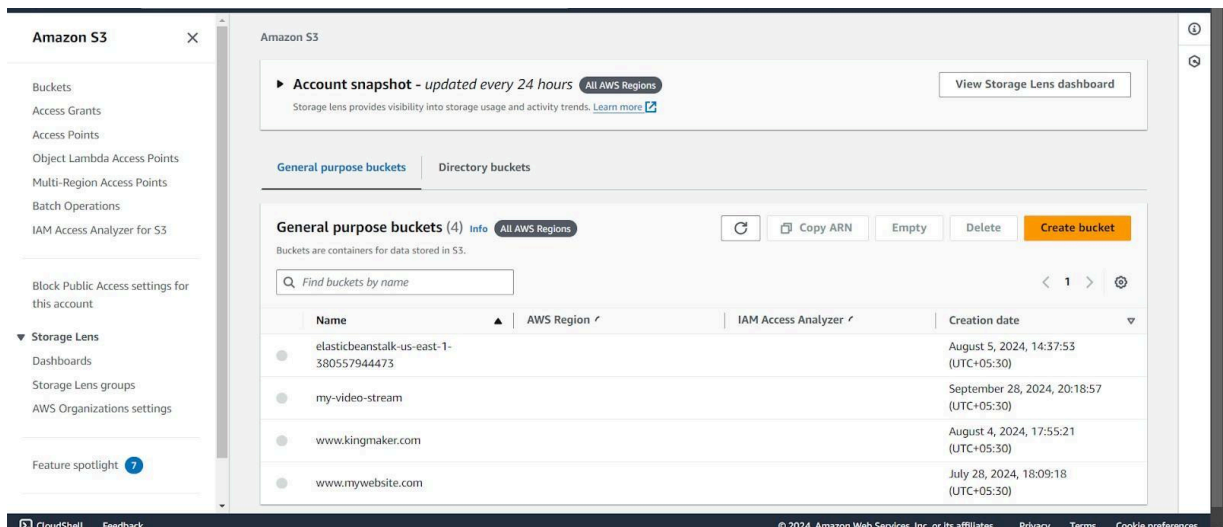 Amazon S3
Buckets
Access Grants
Access Points
Object Lambda Access Points
Multi-Region Access Points
Batch Operations
IAM Access Analyzer for S3
Block Public Access settings for
this account
Storage Lens
Dashboards
Storage Lens groups
AWS Organizations settings
Feature spotlight 7
Amazon S3
Account snapshot - updated every 24 hours All AWS Regions
View Storage Lens dashboard
Storage lens provides visibility into storage usage and activity trends. Learn more
General purpose buckets Directory buckets
General purpose buckets (4) Info All AWS Regions
Copy ARN Empty Delete Create bucket
Buckets are containers for data stored in S3.
Find buckets by name
1
Name AWS Region IAM Access Analyzer Creation date
elasticbeanstalk-us-east-1-
380557944473
August 5, 2024, 14:37:53
(UTC+05:30)
my-video-stream
September 28, 2024, 20:18:57
(UTC+05:30)
www.kingmaker.com
August 4, 2024, 17:55:21
(UTC+05:30)
www.mywebsite.com
July 28, 2024, 18:09:18
(UTC+05:30)
CloudShell Feedback © 2024, Amazon Web Services, Inc. or its affiliates. Privacy Terms Cookie preferences